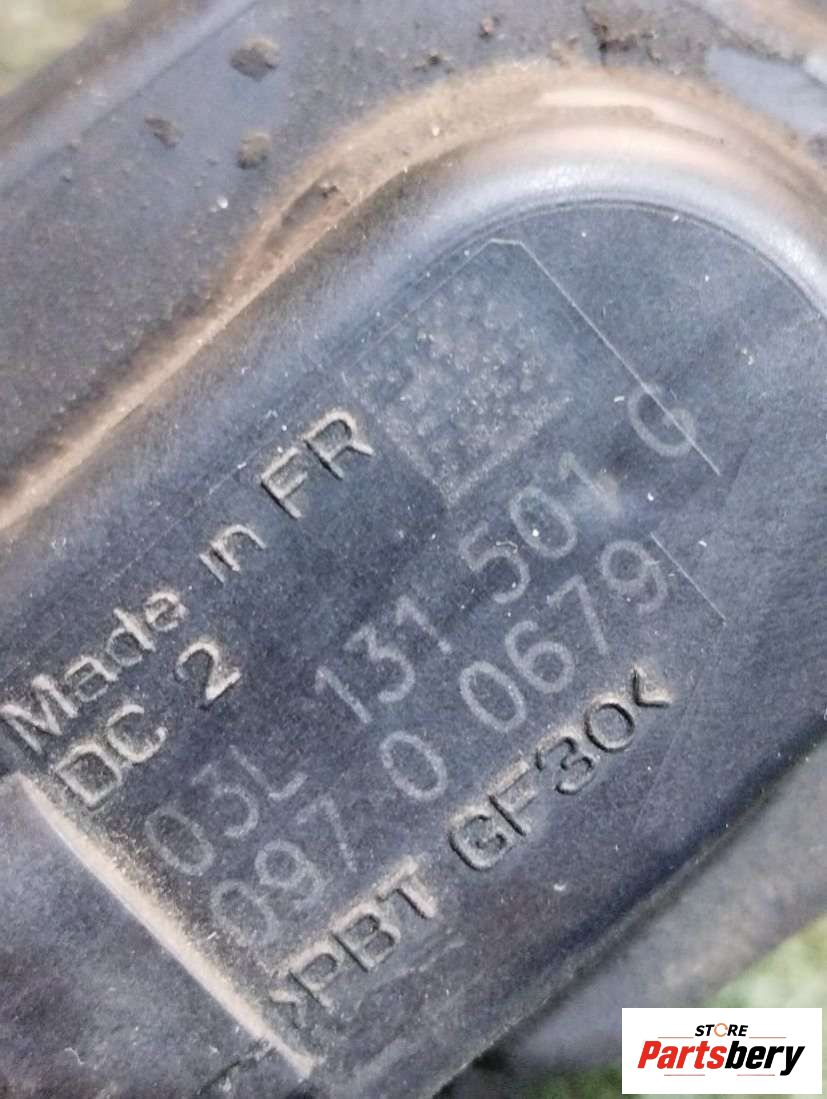 Made in FR
DC 2
03L 131 501 G
097 0 0679
>PBT GF30<
STORE
Partsbery